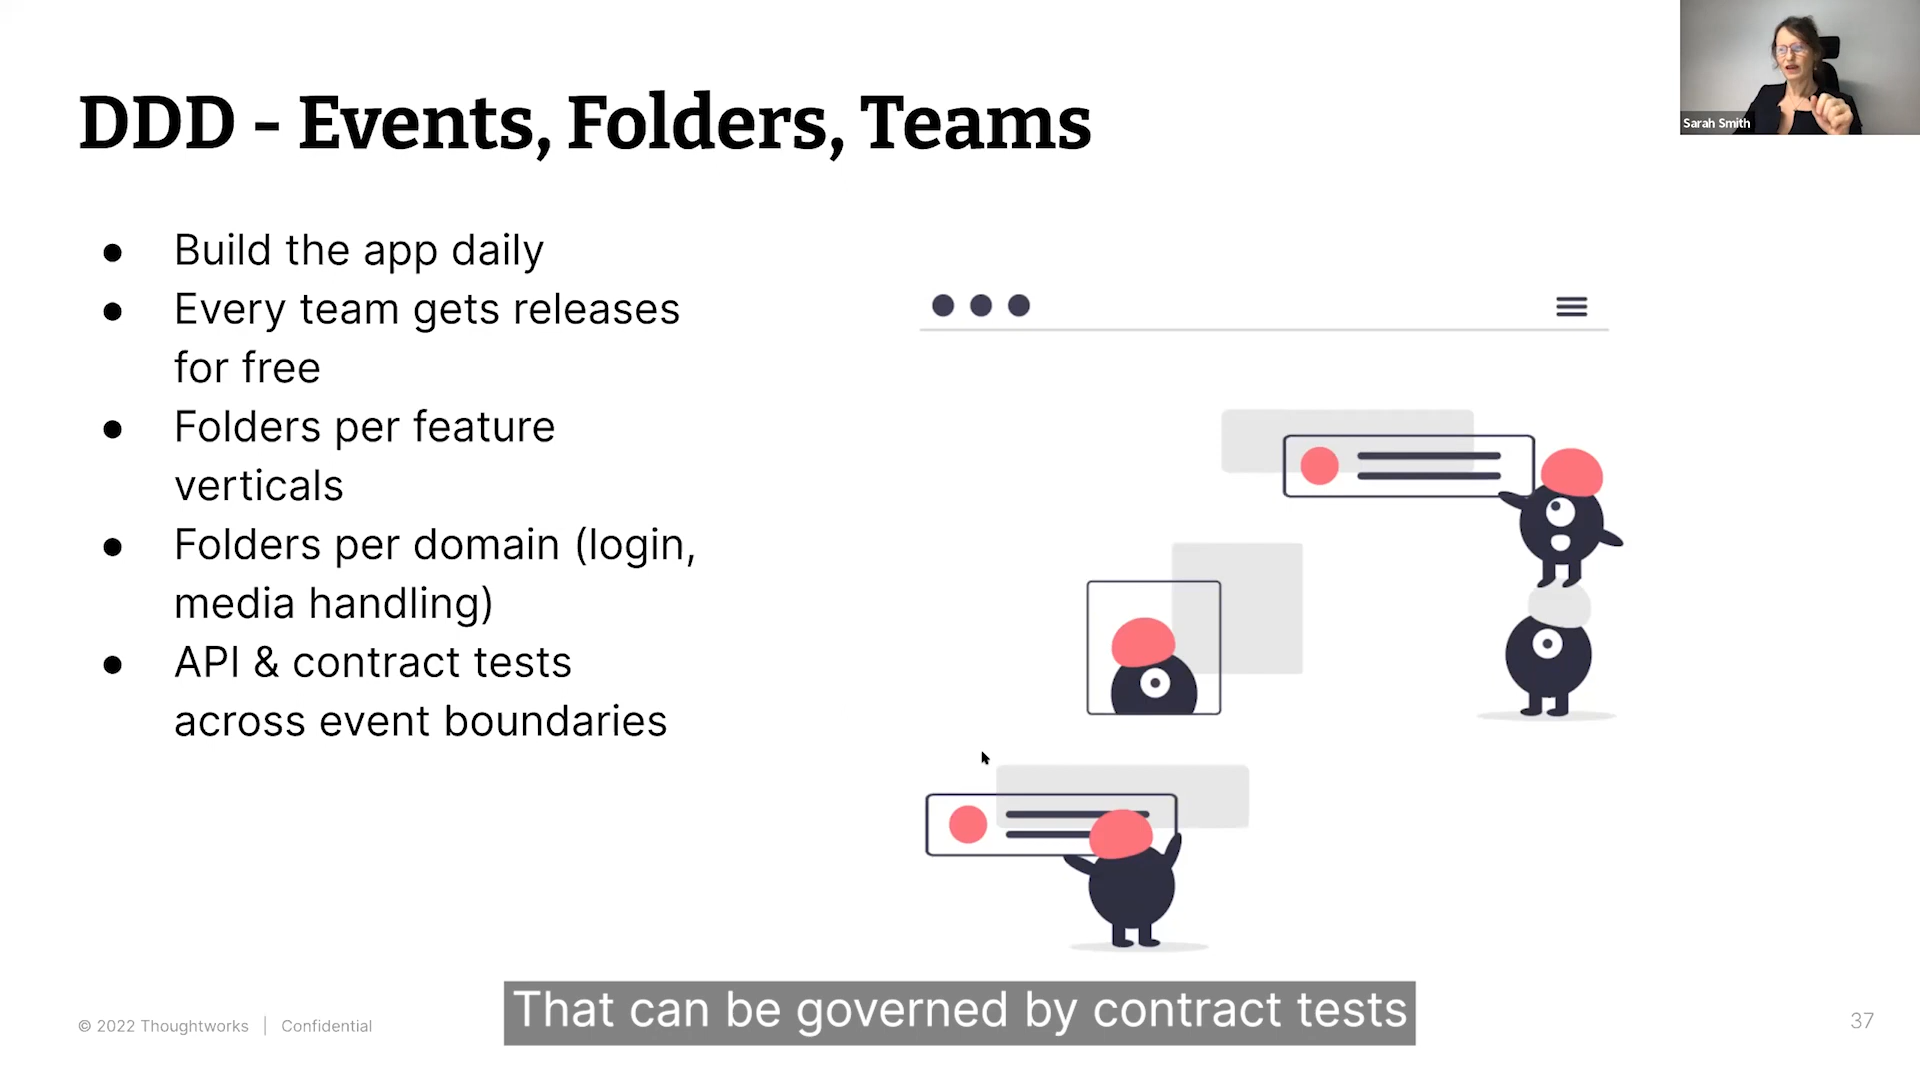 Sarah Smith
DDD - Events, Folders, Teams
● Build the app daily
● Every team gets releases
for free
● Folders per feature
verticals
● Folders per domain (login,
media handling)
● API & contract tests
across event boundaries
That can be governed by contract tests
© 2022 Thoughtworks | Confidential
37